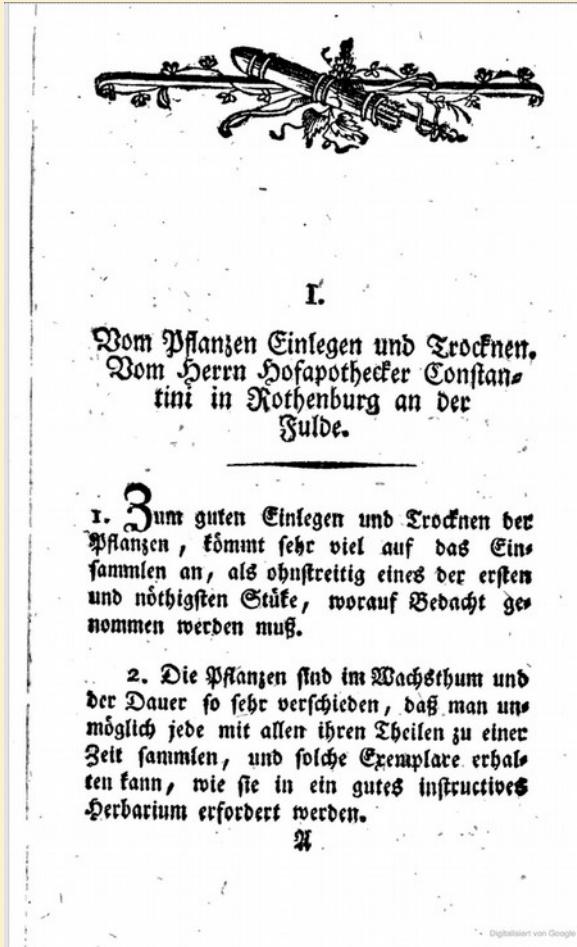 I.
Vom Pflanzen Einlegen und Trocknen.
Vom Herrn Hofapothecker Constan-
tini in Rothenburg an der
Fulde.
1. Zum guten Einlegen und Trocknen der
Pflanzen, kömmt sehr viel auf das Ein-
sammlen an, als ohnstreitig eines der ersten
und nöthigsten Stüke, worauf Bedacht ge-
nommen werden muß.
2. Die Pflanzen sind im Wachsthum und
der Dauer so sehr verschieden, daß man un-
möglich jede mit allen ihren Theilen zu einer
Zeit sammlen, und solche Exemplare erhal-
ten kann, wie sie in ein gutes instructives
Herbarium erfordert werden.
A
Digitalisiert von Google